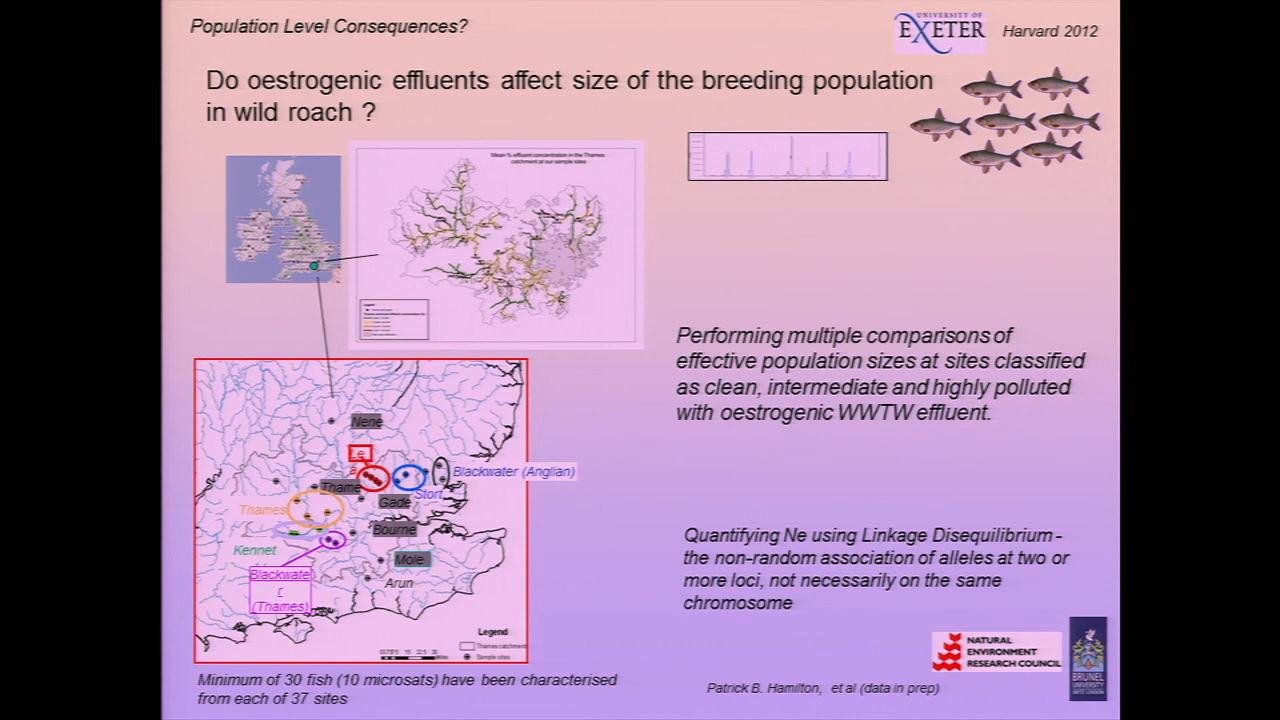 Population Level Consequences?
UNIVERSITY OF
EXETER
Harvard 2012
Do oestrogenic effluents affect size of the breeding population
in wild roach ?
Mean % effluent concentration in the Thames
catchment at our sample sites
Performing multiple comparisons of
effective population sizes at sites classified
as clean, intermediate and highly polluted
with oestrogenic WWTW effluent.
Nene
Le
a
Blackwater (Anglian)
Thame
Stort
Gade
Thames
Bourne
Kennet
Mole
Arun
Blackwate
r
(Thames)
Legend
Thames catchment
Sample sites
Quantifying Ne using Linkage Disequilibrium -
the non-random association of alleles at two or
more loci, not necessarily on the same
chromosome
NATURAL
ENVIRONMENT
RESEARCH COUNCIL
BRUNEL
UNIVERSITY
WEST LONDON
Minimum of 30 fish (10 microsats) have been characterised
from each of 37 sites
Patrick B. Hamilton, et al (data in prep)